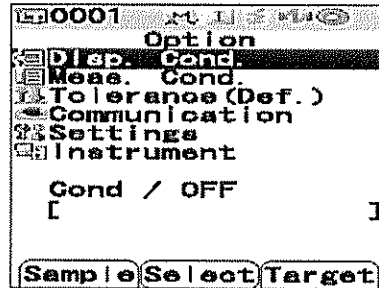 0001
Option
Disp. Cond.
Meas. Cond.
Tolerance(Def.)
Communication
Settings
Instrument
Cond / OFF
[ ]
Sample Select Target